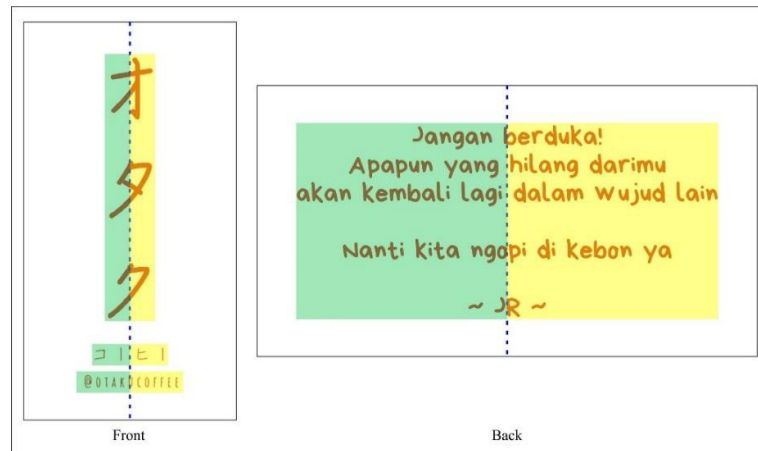 オタク
コーヒー
@OTAKUCOFFEE
Front
Jangan berduka!
Apapun yang hilang darimu
akan kembali lagi dalam wujud lain
Nanti kita ngopi di kebon ya
~ JR ~
Back